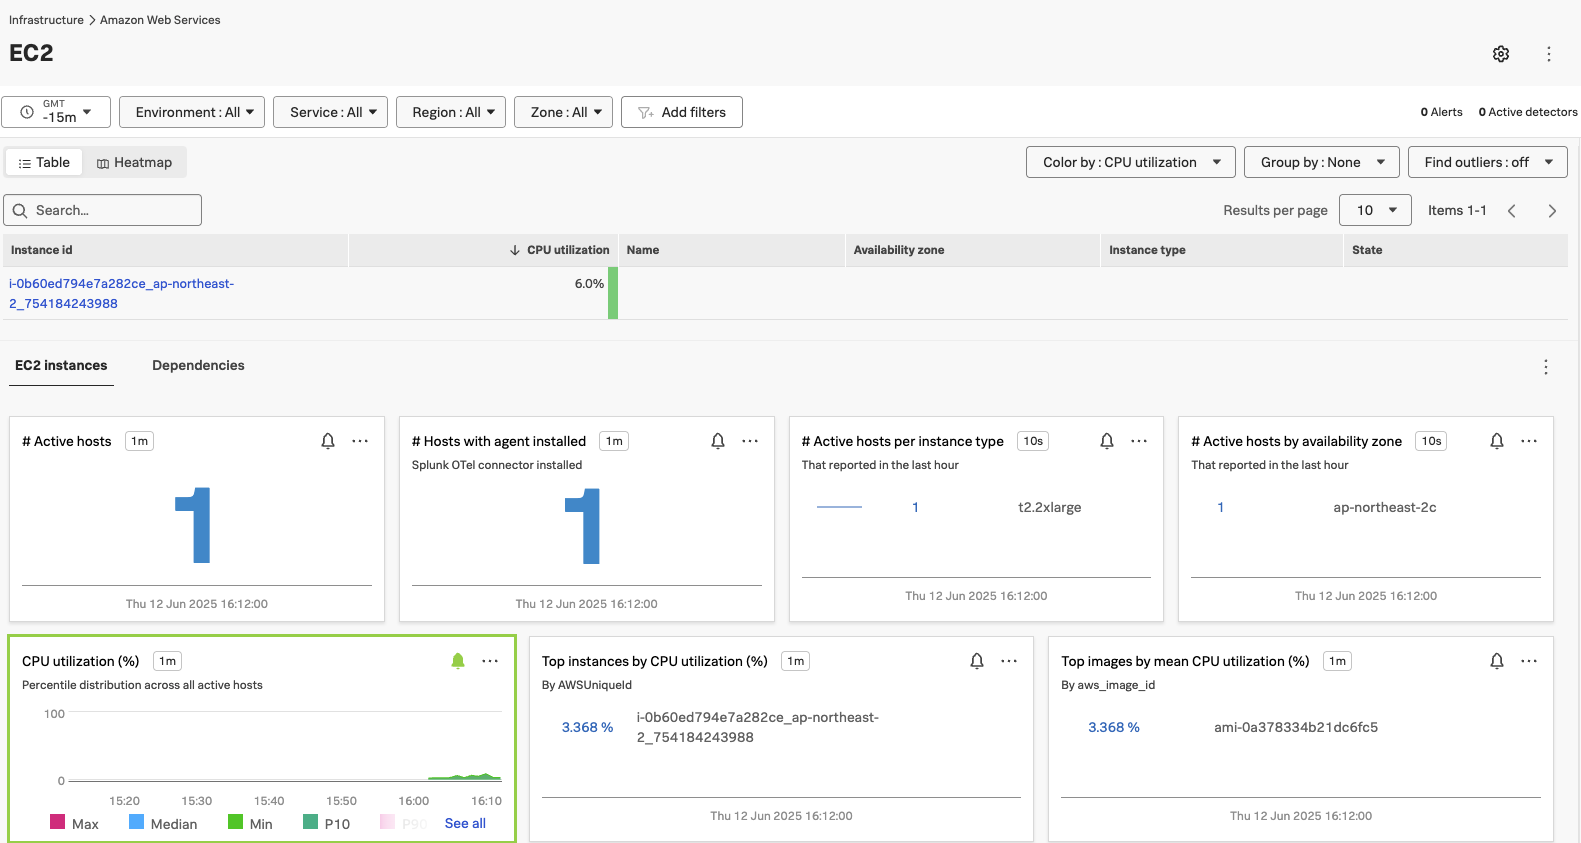 Infrastructure > Amazon Web Services
EC2
GMT
-15m
Environment : All
Service : All
Region : All
Zone : All
Add filters
0 Alerts
0 Active detectors
Table
Heatmap
Color by : CPU utilization
Group by : None
Find outliers : off
Search...
Results per page
10
Items 1-1
Instance id
CPU utilization
Name
Availability zone
Instance type
State
i-0b60ed794e7a282ce_ap-northeast-
2_754184243988
6.0%
EC2 instances
Dependencies
# Active hosts
1m
1
Thu 12 Jun 2025 16:12:00
# Hosts with agent installed
1m
Splunk OTel connector installed
1
Thu 12 Jun 2025 16:12:00
# Active hosts per instance type
10s
That reported in the last hour
1
t2.2xlarge
Thu 12 Jun 2025 16:12:00
# Active hosts by availability zone
10s
That reported in the last hour
1
ap-northeast-2c
Thu 12 Jun 2025 16:12:00
CPU utilization (%)
1m
Percentile distribution across all active hosts
100
0
15:20
15:30
15:40
15:50
16:00
16:10
Max
Median
Min
P10
P90
See all
Top instances by CPU utilization (%)
1m
By AWSUniqueId
3.368 %
i-0b60ed794e7a282ce_ap-northeast-
2_754184243988
Thu 12 Jun 2025 16:12:00
Top images by mean CPU utilization (%)
1m
By aws_image_id
3.368 %
ami-0a378334b21dc6fc5
Thu 12 Jun 2025 16:12:00